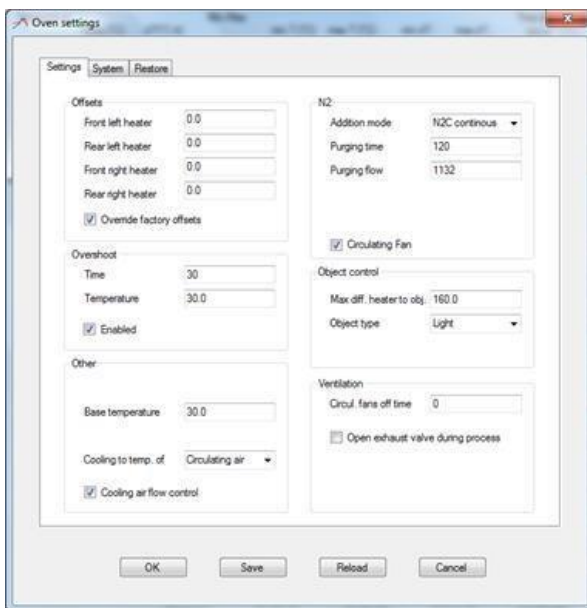 Oven settings
Settings System Restore
Offsets
Front left heater 0.0
Rear left heater 0.0
Front right heater 0.0
Rear right heater 0.0
Override factory offsets
Overshoot
Time 30
Temperature 30.0
Enabled
Other
Base temperature 30.0
Cooling to temp. of Circulating air
Cooling air flow control
N2
Addition mode N2C continous
Purging time 120
Purging flow 1132
Circulating Fan
Object control
Max diff. heater to obj. 160.0
Object type Light
Ventilation
Circul. fans off time 0
Open exhaust valve during process
OK Save Reload Cancel